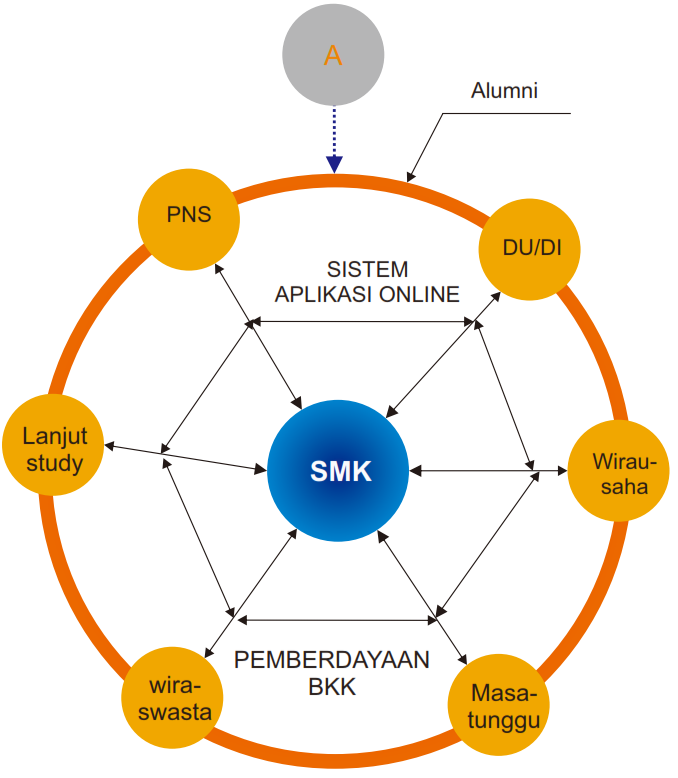 A
Alumni
PNS
DU/DI
SISTEM
APLIKASI ONLINE
Lanjut
study
SMK
Wirau-
saha
PEMBERDAYAAN
BKK
wira-
swasta
Masa-
tunggu